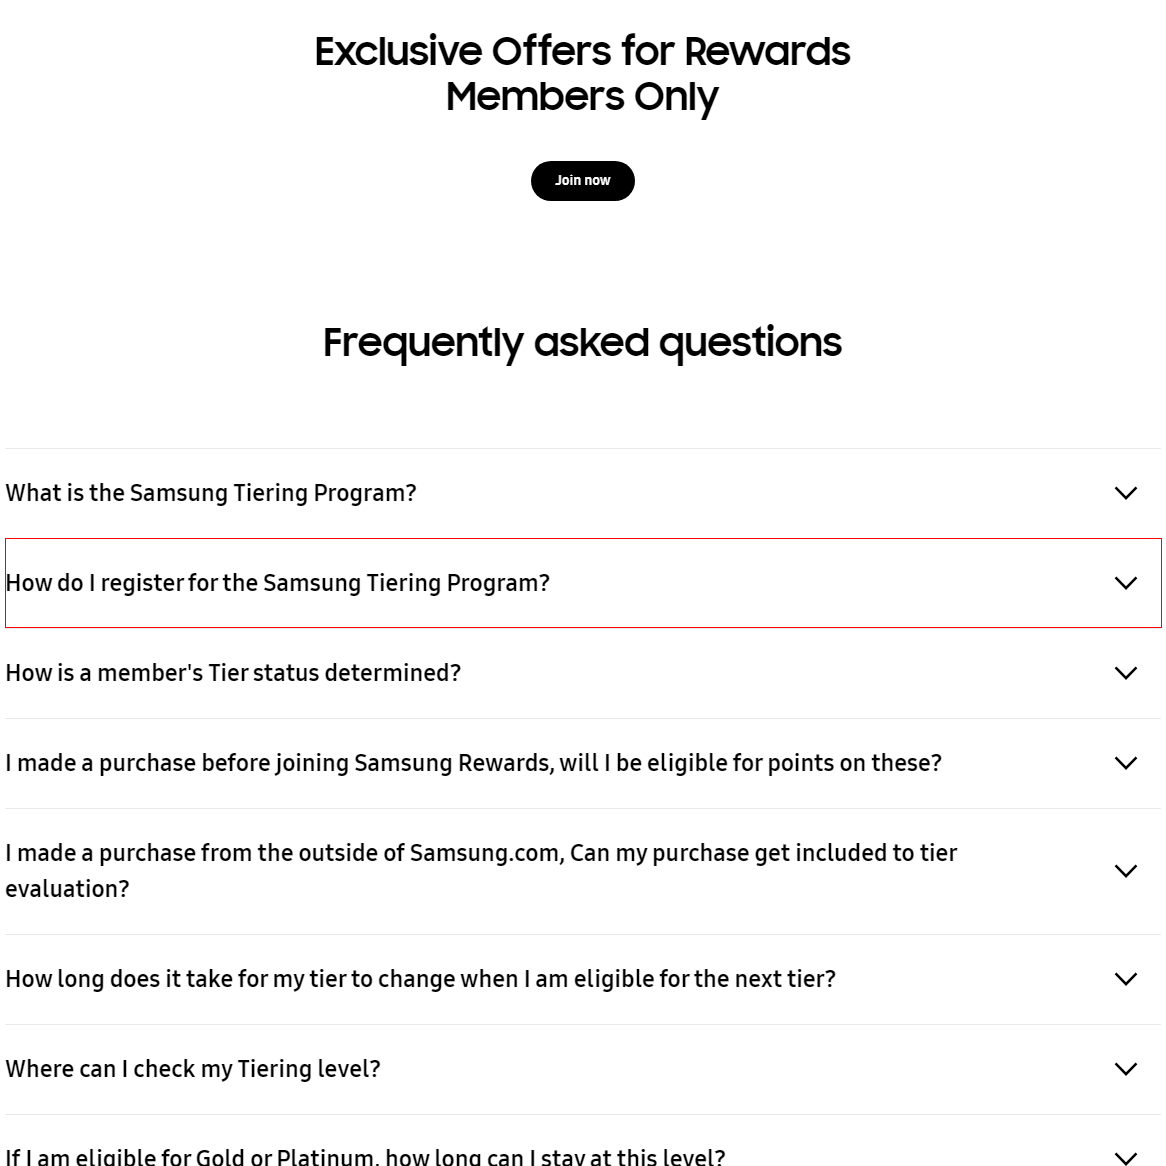 Exclusive Offers for Rewards
Members Only
Join now
Frequently asked questions
What is the Samsung Tiering Program?
How do I register for the Samsung Tiering Program?
How is a member's Tier status determined?
I made a purchase before joining Samsung Rewards, will I be eligible for points on these?
I made a purchase from the outside of Samsung.com, Can my purchase get included to tier
evaluation?
How long does it take for my tier to change when I am eligible for the next tier?
Where can I check my Tiering level?
If I am eligible for Gold or Platinum, how long can I stay at this level?